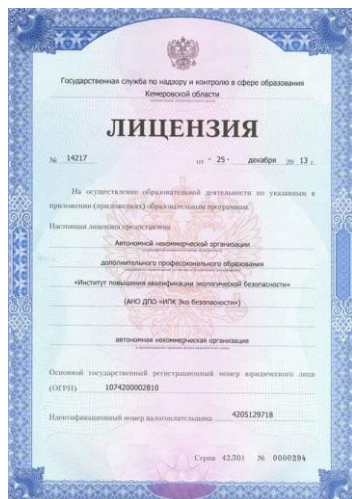 Государственная служба по надзору и контролю в сфере образования
Кемеровской области
ЛИЦЕНЗИЯ
№ 14217 от " 25 " декабря 20 13 г.
На осуществление образовательной деятельности по указанным в
приложении (приложениях) образовательным программам.
Настоящая лицензия предоставлена
Автономной некоммерческой организации
дополнительного профессионального образования
«Институт повышения квалификации экологической безопасности»
(АНО ДПО «ИПК Эко безопасности»)
автономная некоммерческая организация
Основной государственный регистрационный номер юридического лица
(ОГРН) 1074200002810
Идентификационный номер налогоплательщика 4205129718
Серия 42Л01 № 0000294